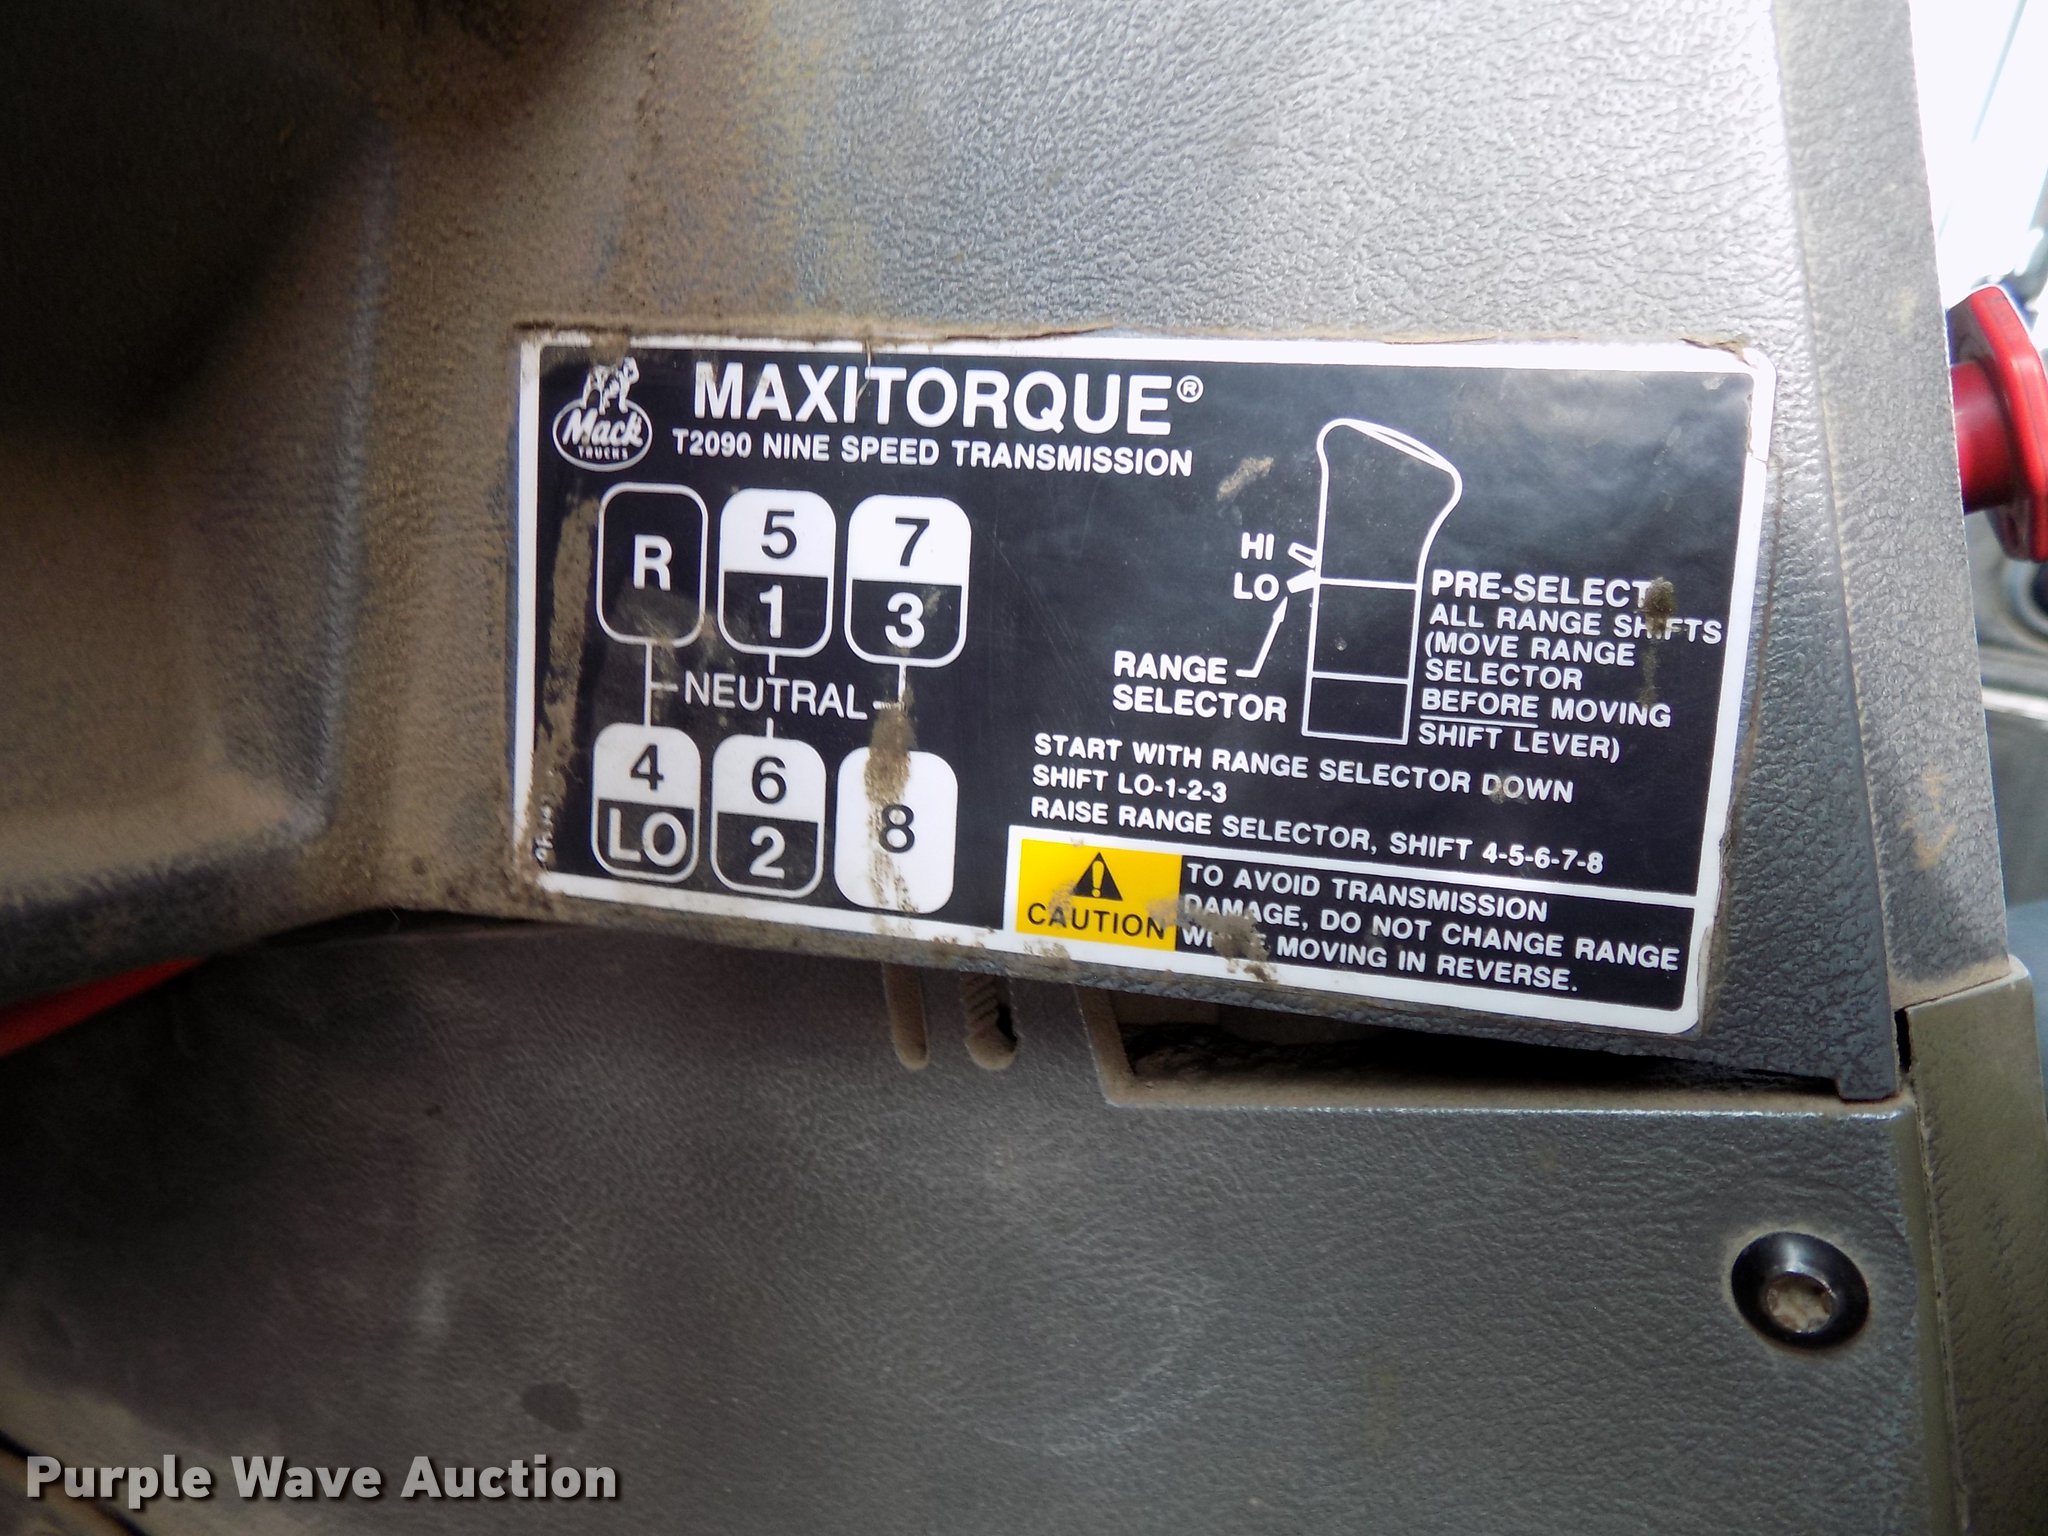 Mack
TRUCKS
MAXITORQUE®
T2090 NINE SPEED TRANSMISSION
R
5
1
7
3
NEUTRAL
4
LO
6
2
8
HI
LO
RANGE
SELECTOR
PRE-SELECT
ALL RANGE SHIFTS
(MOVE RANGE
SELECTOR
BEFORE MOVING
SHIFT LEVER)
START WITH RANGE SELECTOR DOWN
SHIFT LO-1-2-3
RAISE RANGE SELECTOR, SHIFT 4-5-6-7-8
CAUTION
TO AVOID TRANSMISSION
DAMAGE, DO NOT CHANGE RANGE
WHILE MOVING IN REVERSE.
Purple Wave Auction